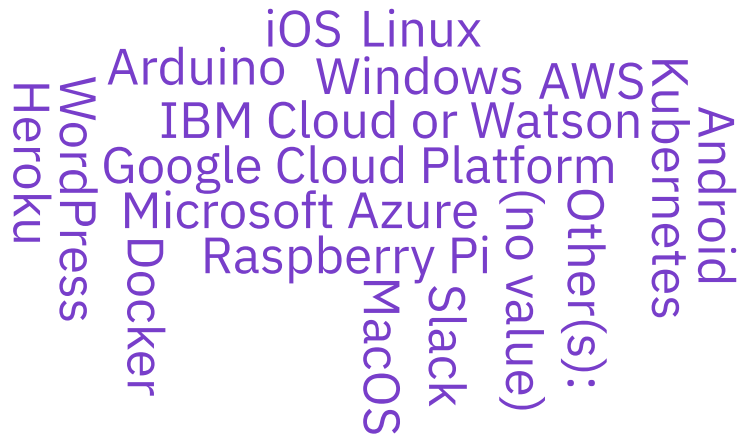 iOS
Linux
Arduino
Windows
AWS
IBM Cloud or Watson
Google Cloud Platform
Microsoft Azure
Raspberry Pi
Heroku
WordPress
Docker
MacOS
Slack
(no value)
Other(s):
Kubernetes
Android